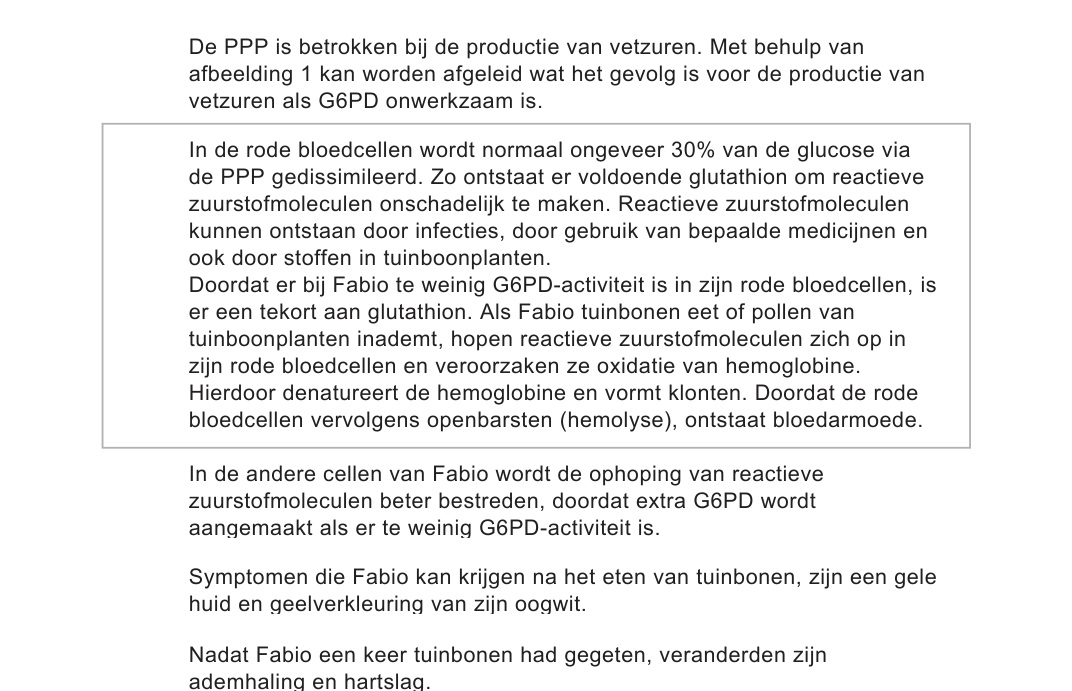 De PPP is betrokken bij de productie van vetzuren. Met behulp van
afbeelding 1 kan worden afgeleid wat het gevolg is voor de productie van
vetzuren als G6PD onwerkzaam is.
In de rode bloedcellen wordt normaal ongeveer 30% van de glucose via
de PPP gedissimileerd. Zo ontstaat er voldoende glutathion om reactieve
zuurstofmoleculen onschadelijk te maken. Reactieve zuurstofmoleculen
kunnen ontstaan door infecties, door gebruik van bepaalde medicijnen en
ook door stoffen in tuinboonplanten.
Doordat er bij Fabio te weinig G6PD-activiteit is in zijn rode bloedcellen, is
er een tekort aan glutathion. Als Fabio tuinbonen eet of pollen van
tuinboonplanten inademt, hopen reactieve zuurstofmoleculen zich op in
zijn rode bloedcellen en veroorzaken ze oxidatie van hemoglobine.
Hierdoor denatureert de hemoglobine en vormt klonten. Doordat de rode
bloedcellen vervolgens openbarsten (hemolyse), ontstaat bloedarmoede.
In de andere cellen van Fabio wordt de ophoping van reactieve
zuurstofmoleculen beter bestreden, doordat extra G6PD wordt
aangemaakt als er te weinig G6PD-activiteit is.
Symptomen die Fabio kan krijgen na het eten van tuinbonen, zijn een gele
huid en geelverkleuring van zijn oogwit.
Nadat Fabio een keer tuinbonen had gegeten, veranderden zijn
ademhaling en hartslag.